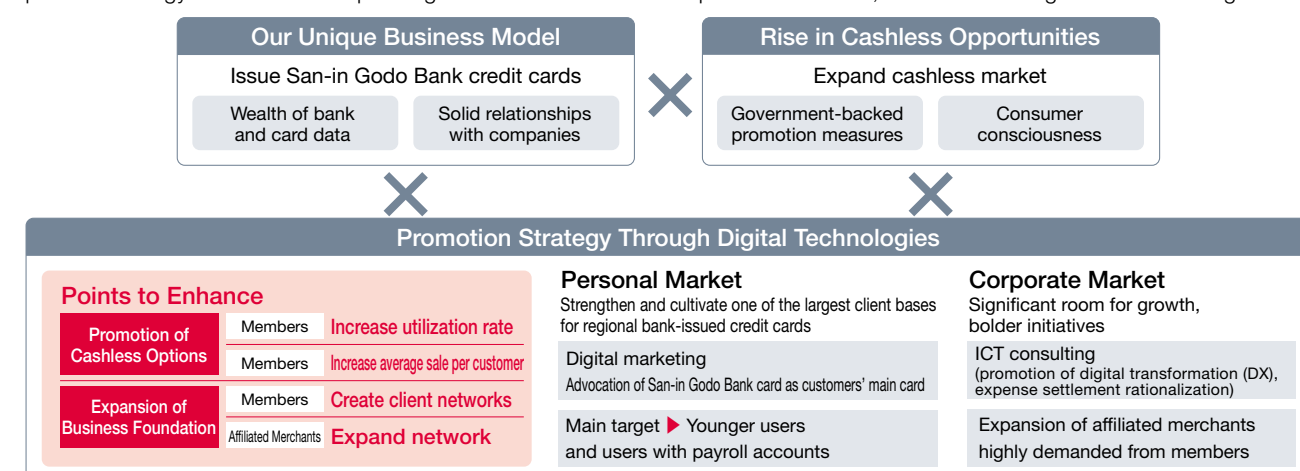 Our Unique Business Model
Issue San-in Godo Bank credit cards
Wealth of bank
and card data
Solid relationships
with companies
Rise in Cashless Opportunities
Expand cashless market
Government-backed
promotion measures
Consumer
consciousness
Promotion Strategy Through Digital Technologies
Points to Enhance
Promotion of
Cashless Options
Members Increase utilization rate
Members Increase average sale per customer
Expansion of
Business Foundation
Members Create client networks
Affiliated Merchants Expand network
Personal Market
Strengthen and cultivate one of the largest client bases
for regional bank-issued credit cards
Digital marketing
Advocation of San-in Godo Bank card as customers' main card
Main target ▶ Younger users
and users with payroll accounts
Corporate Market
Significant room for growth,
bolder initiatives
ICT consulting
(promotion of digital transformation (DX),
expense settlement rationalization)
Expansion of affiliated merchants
highly demanded from members